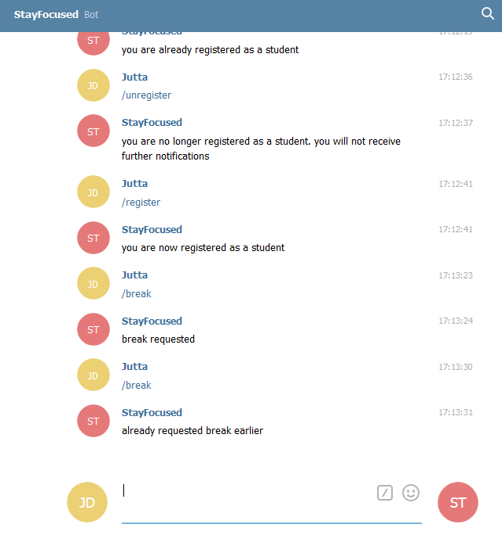 StayFocused Bot
ST
StayFocused
you are already registered as a student
JD
Jutta 17:12:36
/unregister
ST
StayFocused 17:12:37
you are no longer registered as a student. you will not receive
further notifications
JD
Jutta 17:12:41
/register
ST
StayFocused 17:12:41
you are now registered as a student
JD
Jutta 17:13:23
/break
ST
StayFocused 17:13:24
break requested
JD
Jutta 17:13:30
/break
ST
StayFocused 17:13:31
already requested break earlier
JD
ST